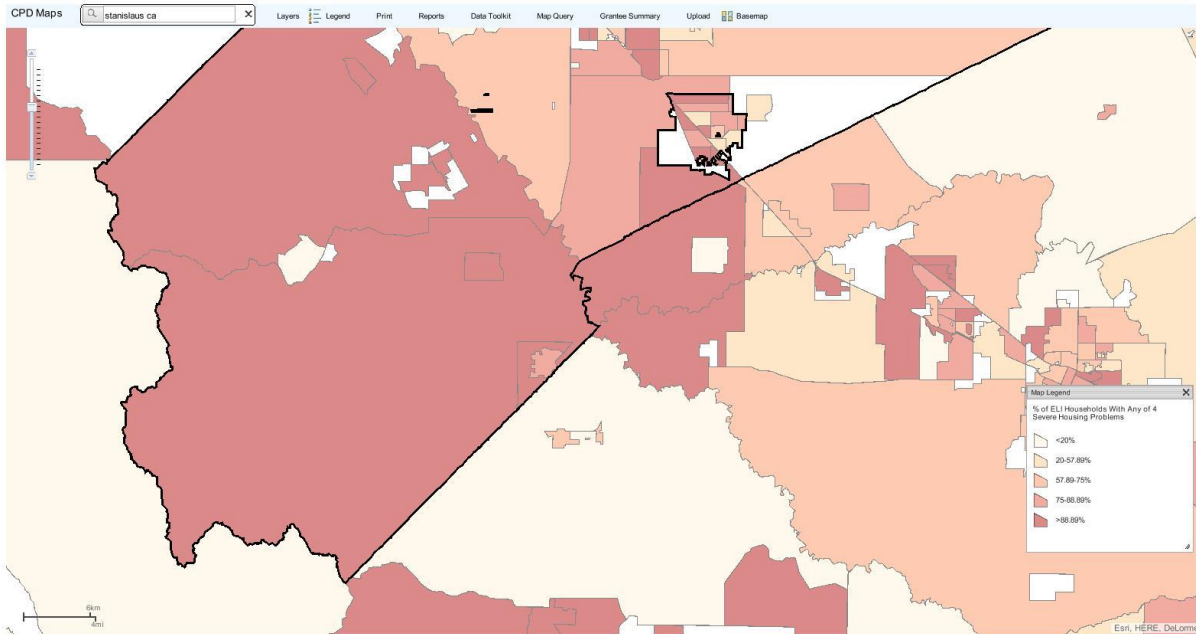 CPD Maps
stanislaus ca
Layers Legend Print Reports Data Toolkit Map Query Grantee Summary Upload Basemap
Map Legend
% of ELI Households With Any of 4
Severe Housing Problems
<20%
20-57.89%
57.89-75%
75-88.89%
>88.89%
6km
4mi
Esri, HERE, DeLorme